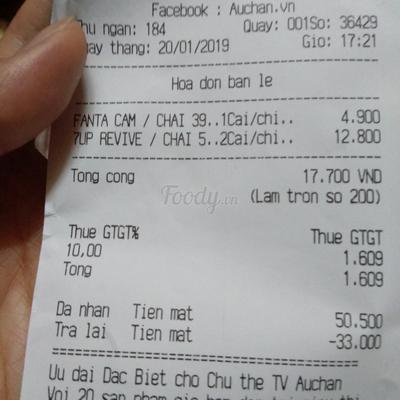 Facebook : Auchan.vn
Thu ngan: 184 Quay: 001So: 36429
Ngay thang: 20/01/2019 Gio: 17:21
Hoa don ban le
FANTA CAM / CHAI 39..1Cai/chi.. 4.900
7UP REVIVE / CHAI 5..2Cai/chi.. 12.800
Tong cong 17.700 VND
(Lam tron so 200)
Foody.vn
Thue GTGT% Thue GTGT
10,00 1.609
Tong 1.609
Da nhan Tien mat 50.500
Tra lai Tien mat -33.000
Uu dai Dac Biet cho Chu the TV Auchan
Voi 20 san pham gia